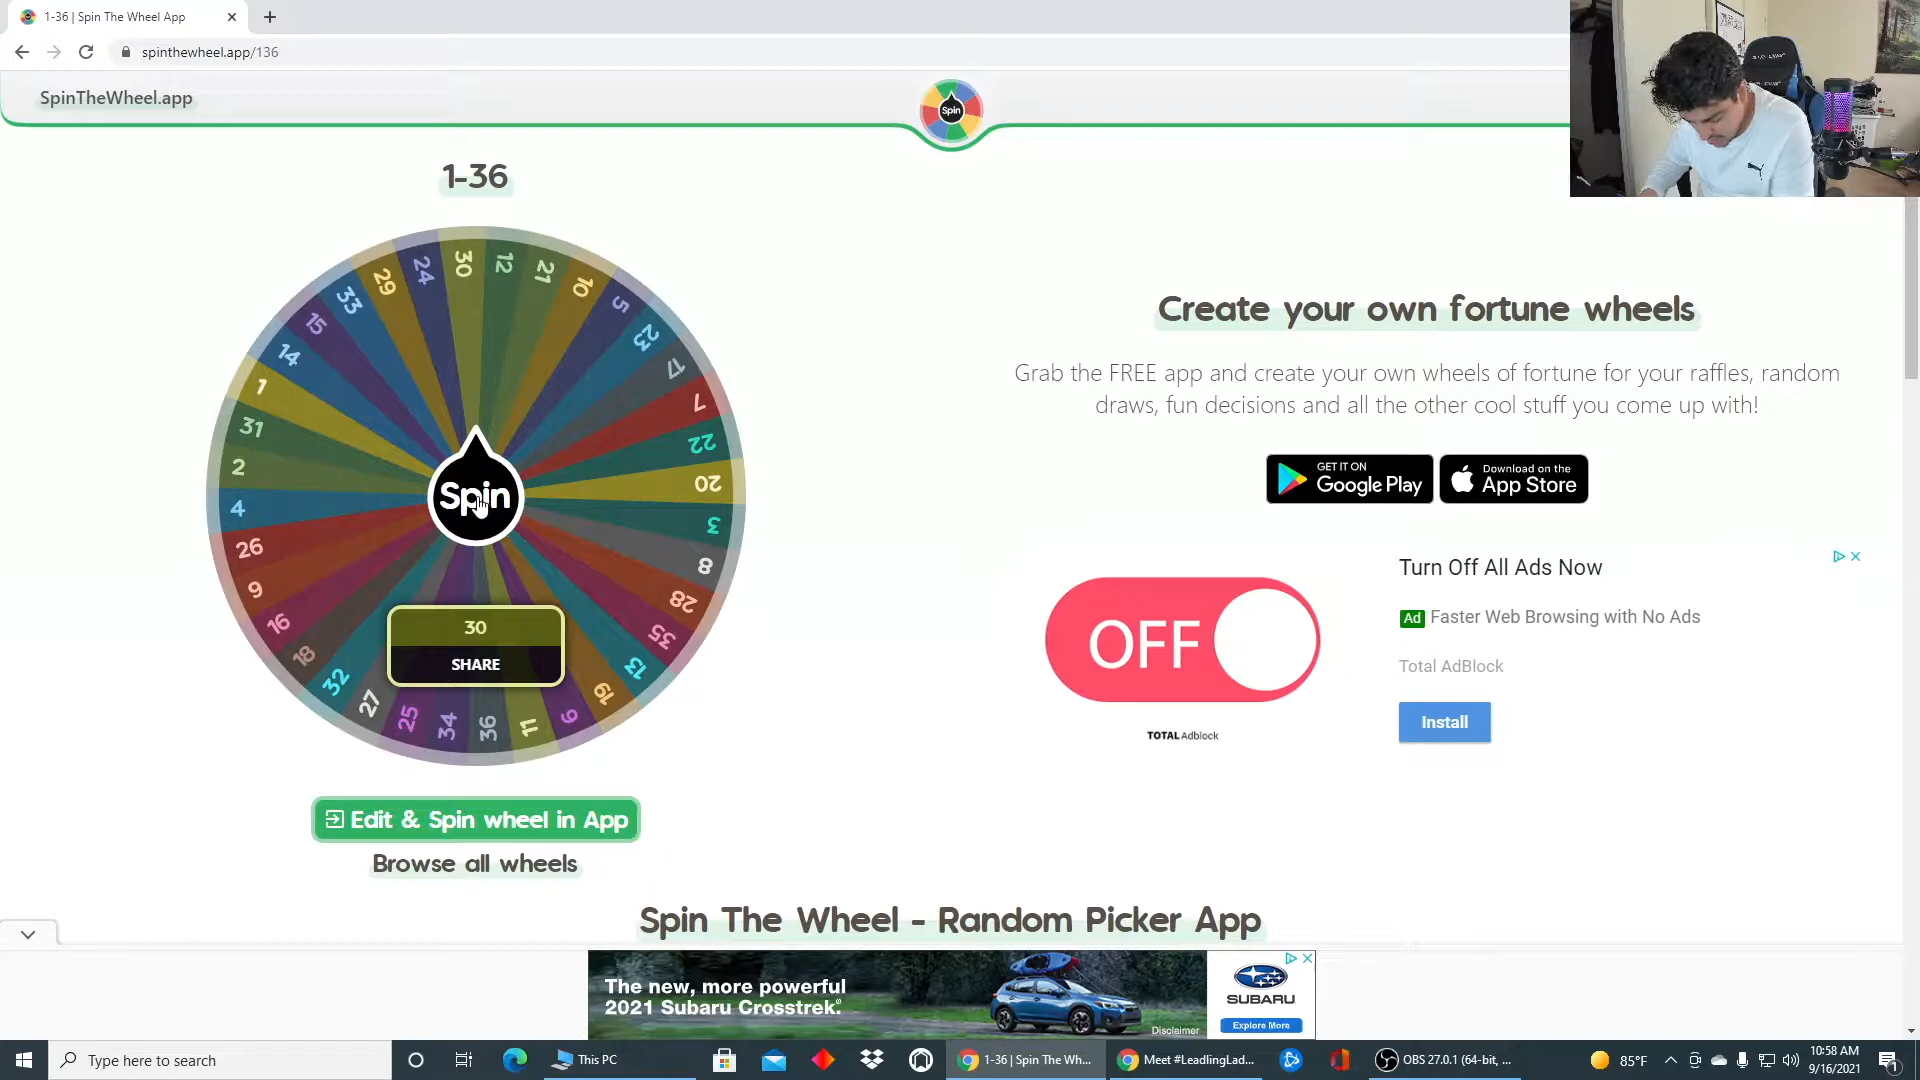 1-36 | Spin The Wheel App
spinthewheel.app/136
SpinTheWheel.app
Spin
1-36
30
12
21
10
5
23
17
7
22
20
3
8
28
35
13
19
6
11
36
34
25
27
32
18
16
9
26
4
2
31
1
14
15
33
29
24
Spin
30
SHARE
Edit & Spin wheel in App
Browse all wheels
Create your own fortune wheels
Grab the FREE app and create your own wheels of fortune for your raffles, random
draws, fun decisions and all the other cool stuff you come up with!
GET IT ON
Google Play
Download on the
App Store
OFF
TOTAL Adblock
Turn Off All Ads Now
Ad Faster Web Browsing with No Ads
Total AdBlock
Install
Spin The Wheel - Random Picker App
The new, more powerful
2021 Subaru Crosstrek.®
Disclaimer
SUBARU
Explore More
Type here to search
This PC
1-36 | Spin The Wh...
Meet #LeadlingLad...
OBS 27.0.1 (64-bit, ...
85°F
10:58 AM
9/16/2021
1